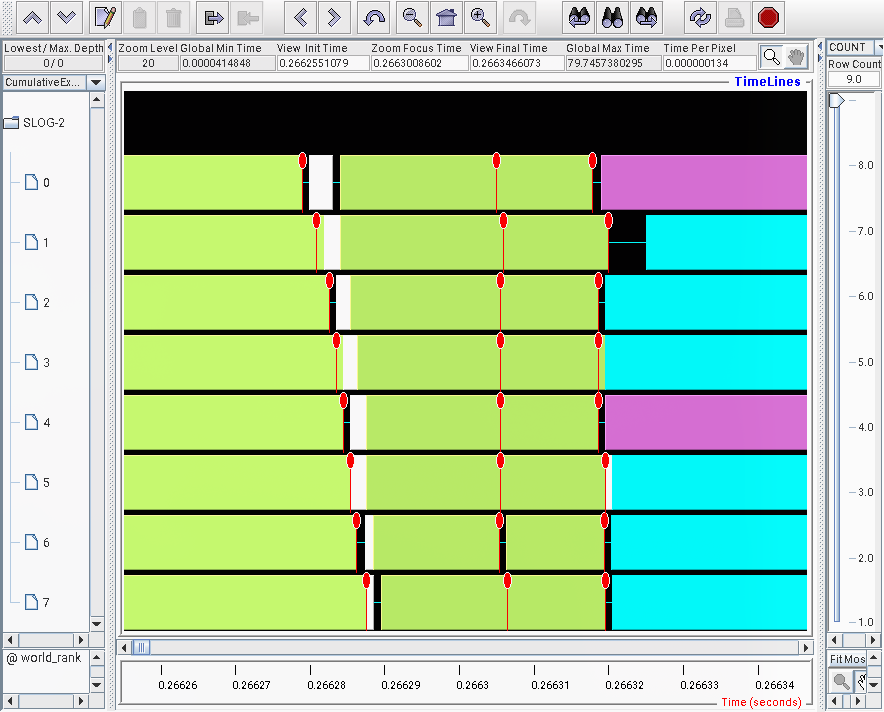 Lowest / Max. Depth
Zoom Level
Global Min Time
View Init Time
Zoom Focus Time
View Final Time
Global Max Time
Time Per Pixel
COUNT
0/ 0
20
0.0000414848
0.2662551079
0.2663008602
0.2663466073
79.7457380295
0.000000134
Row Count
9.0
CumulativeEx...
TimeLines
SLOG-2
0
1
2
3
4
5
6
7
8.0
7.0
6.0
5.0
4.0
3.0
2.0
1.0
@ world_rank
Fit Mos
0.26626
0.26627
0.26628
0.26629
0.2663
0.26631
0.26632
0.26633
0.26634
Time (seconds)